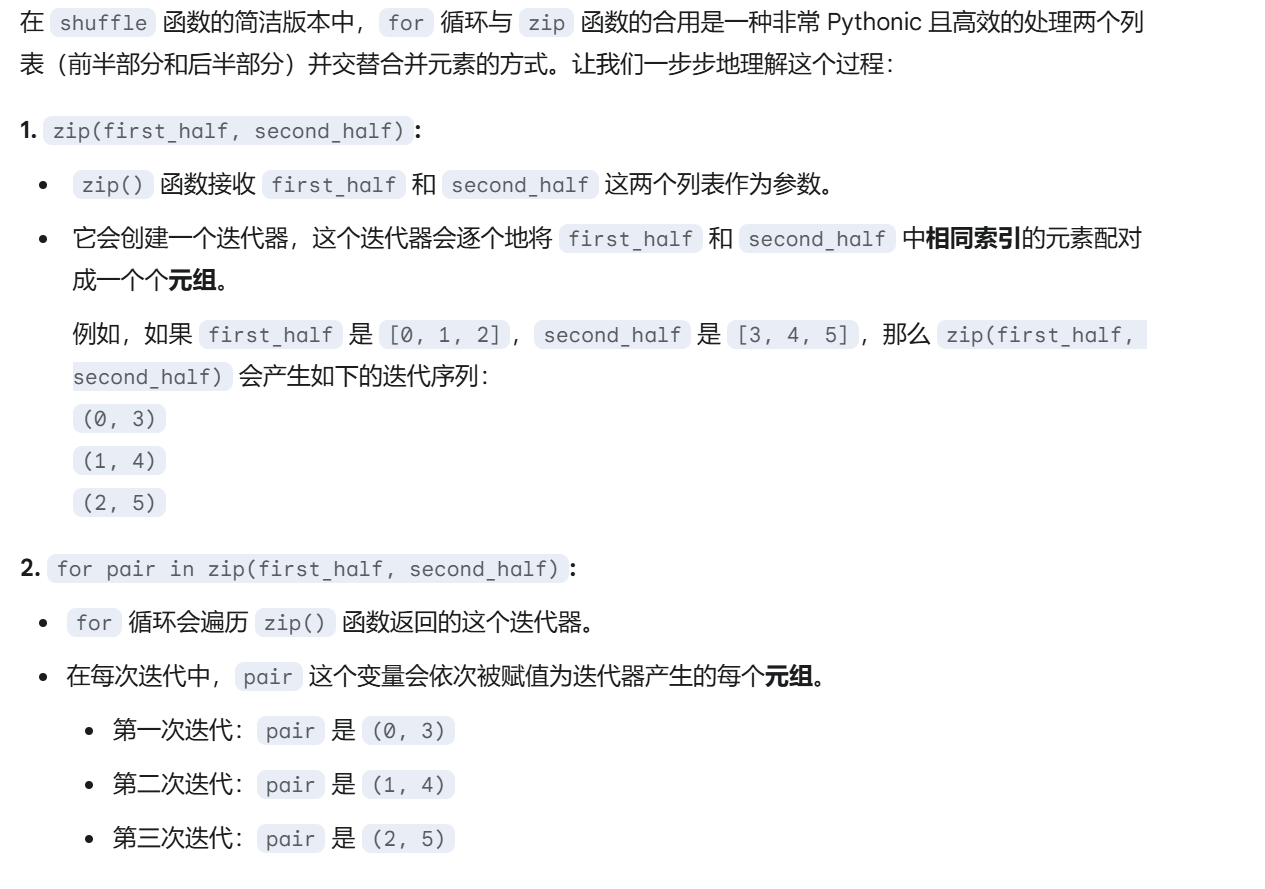 在 shuffle 函数的简洁版本中，for 循环与 zip 函数的合用是一种非常 Pythonic 且高效的处理两个列
表（前半部分和后半部分）并交替合并元素的方式。让我们一步步地理解这个过程：
1. zip(first_half, second_half):
• zip() 函数接收 first_half 和 second_half 这两个列表作为参数。
• 它会创建一个迭代器，这个迭代器会逐个地将 first_half 和 second_half 中相同索引的元素配对
成一个个元组。
例如，如果 first_half 是 [0, 1, 2]，second_half 是 [3, 4, 5]，那么 zip(first_half,
second_half) 会产生如下的迭代序列：
(0, 3)
(1, 4)
(2, 5)
2. for pair in zip(first_half, second_half):
• for 循环会遍历 zip() 函数返回的这个迭代器。
• 在每次迭代中，pair 这个变量会依次被赋值为迭代器产生的每个元组。
• 第一次迭代：pair 是 (0, 3)
• 第二次迭代：pair 是 (1, 4)
• 第三次迭代：pair 是 (2, 5)